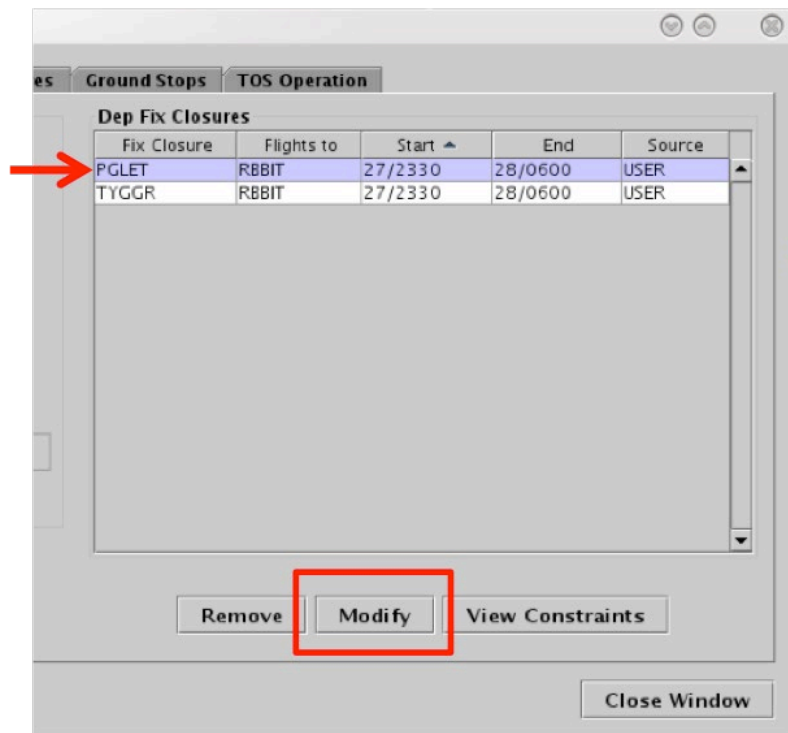 es Ground Stops TOS Operation
Dep Fix Closures
Fix Closure Flights to Start End Source
PGLET RBBIT 27/2330 28/0600 USER
TYGGR RBBIT 27/2330 28/0600 USER
Remove Modify View Constraints
Close Window